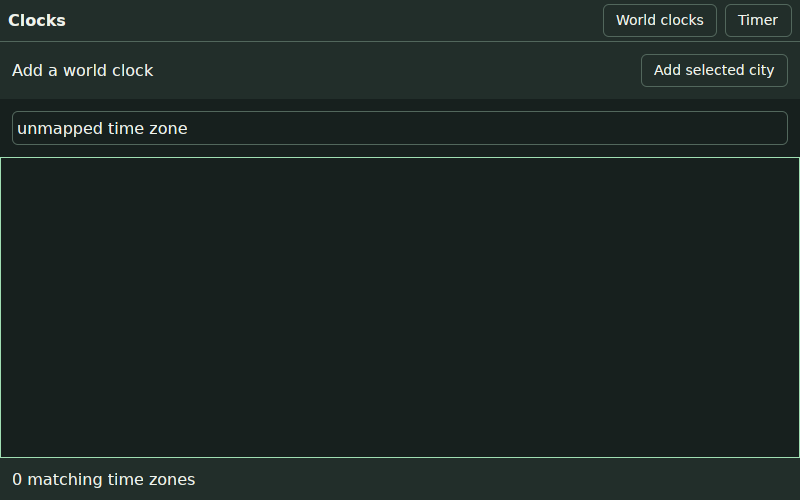 Clocks
World clocks
Timer
Add a world clock
Add selected city
unmapped time zone
0 matching time zones